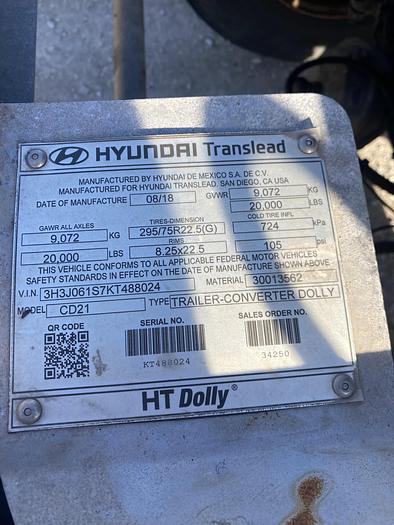 HYUNDAI Translead
MANUFACTURED BY HYUNDAI DE MEXICO S.A. DE C.V.
MANUFACTURED FOR HYUNDAI TRANSLEAD. SAN DIEGO, CA USA
DATE OF MANUFACTURE 08/18 GVWR 9,072 KG
20,000 LBS
GAWR ALL AXLES TIRES-DIMENSION COLD TIRE INFL.
9,072 KG 295/75R22.5(G) 724 kPa
RIMS
20,000 LBS 8.25x22.5 105 psi
THIS VEHICLE CONFORMS TO ALL APPLICABLE FEDERAL MOTOR VEHICLE
SAFETY STANDARDS IN EFFECT ON THE DATE OF MANUFACTURE SHOWN ABOVE
MATERIAL 30013562
V.I.N. 3H3J061S7KT488024
MODEL CD21 TYPE TRAILER-CONVERTER DOLLY
QR CODE SERIAL NO. SALES ORDER NO.
KT488024 34250
HT Dolly®